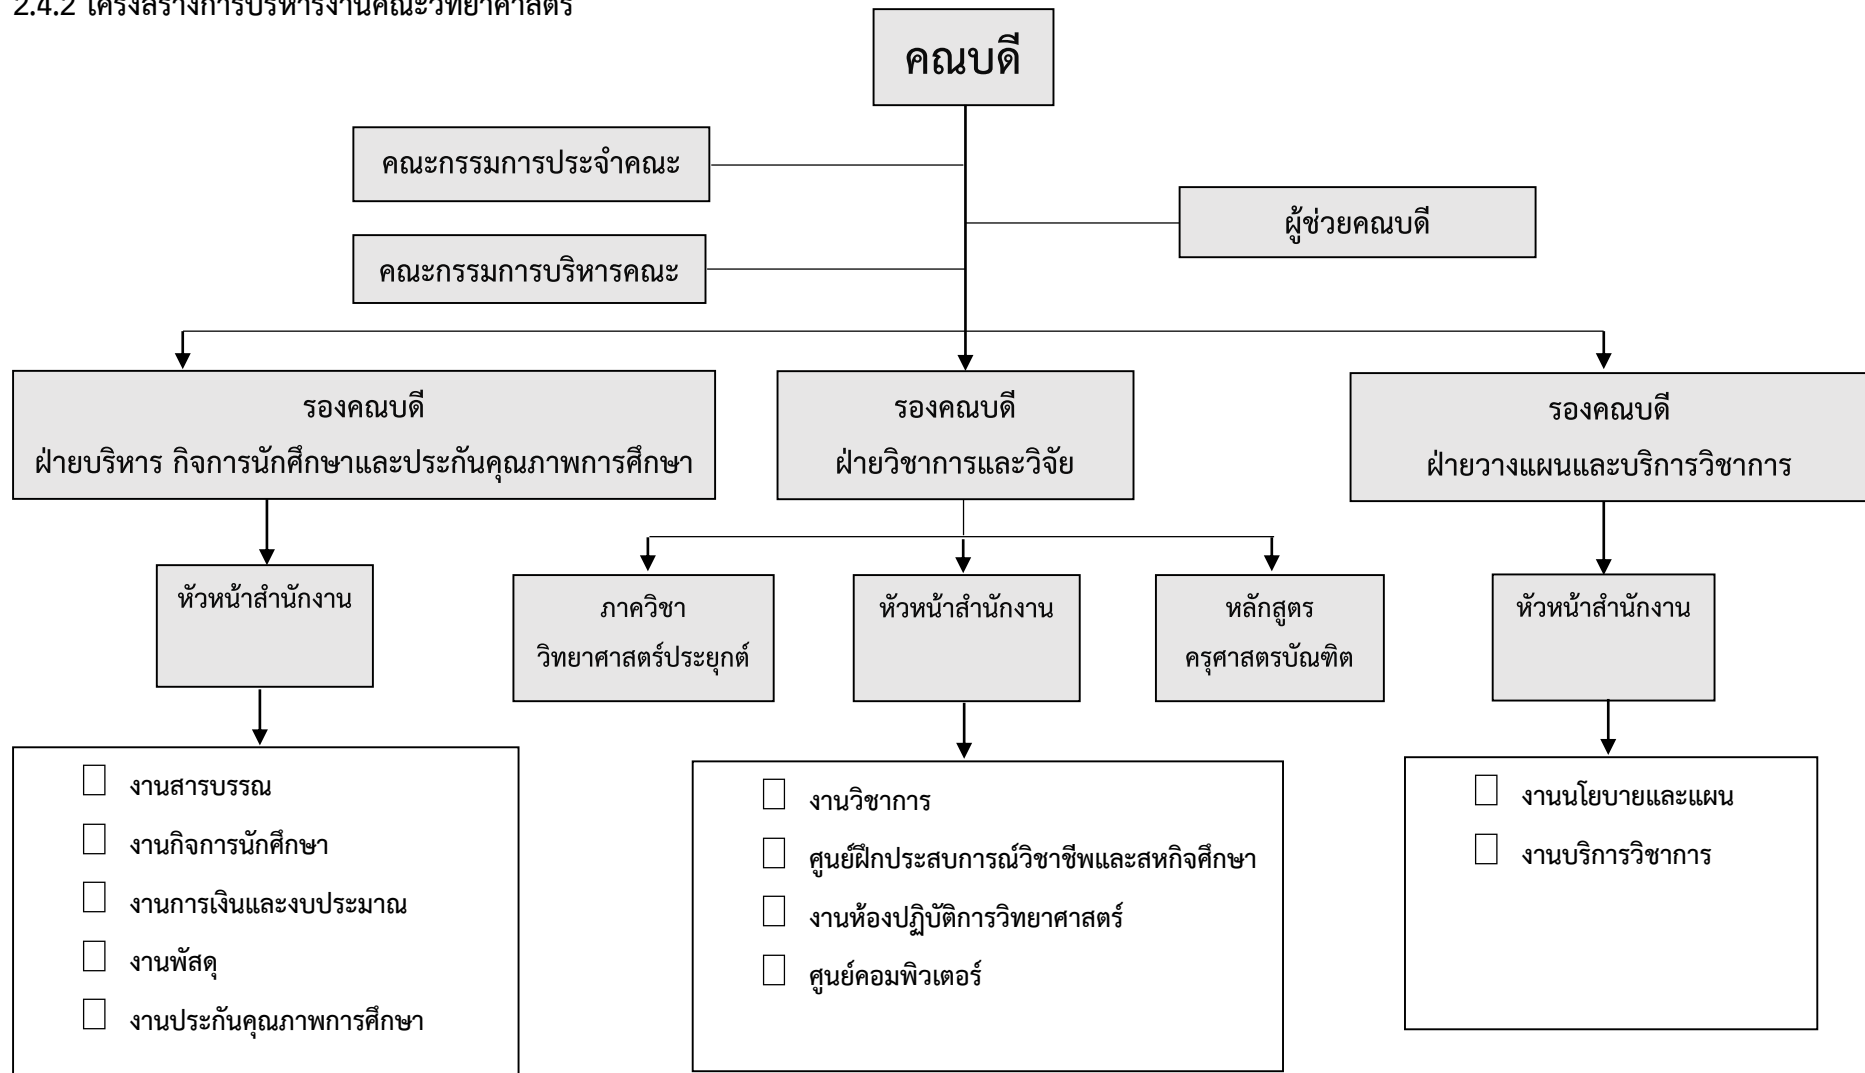 2.4.2 โครงสร้างการบริหารงานคณะวิทยาศาสตร์
คณบดี
คณะกรรมการประจำคณะ
ผู้ช่วยคณบดี
คณะกรรมการบริหารคณะ
รองคณบดี
ฝ่ายบริหาร กิจการนักศึกษาและประกันคุณภาพการศึกษา
รองคณบดี
ฝ่ายวิชาการและวิจัย
รองคณบดี
ฝ่ายวางแผนและบริการวิชาการ
หัวหน้าสำนักงาน
ภาควิชา
วิทยาศาสตร์ประยุกต์
หัวหน้าสำนักงาน
หลักสูตร
ครุศาสตรบัณฑิต
หัวหน้าสำนักงาน
งานสารบรรณ
งานกิจการนักศึกษา
งานการเงินและงบประมาณ
งานพัสดุ
งานประกันคุณภาพการศึกษา
งานวิชาการ
ศูนย์ฝึกประสบการณ์วิชาชีพและสหกิจศึกษา
งานห้องปฏิบัติการวิทยาศาสตร์
ศูนย์คอมพิวเตอร์
งานนโยบายและแผน
งานบริการวิชาการ